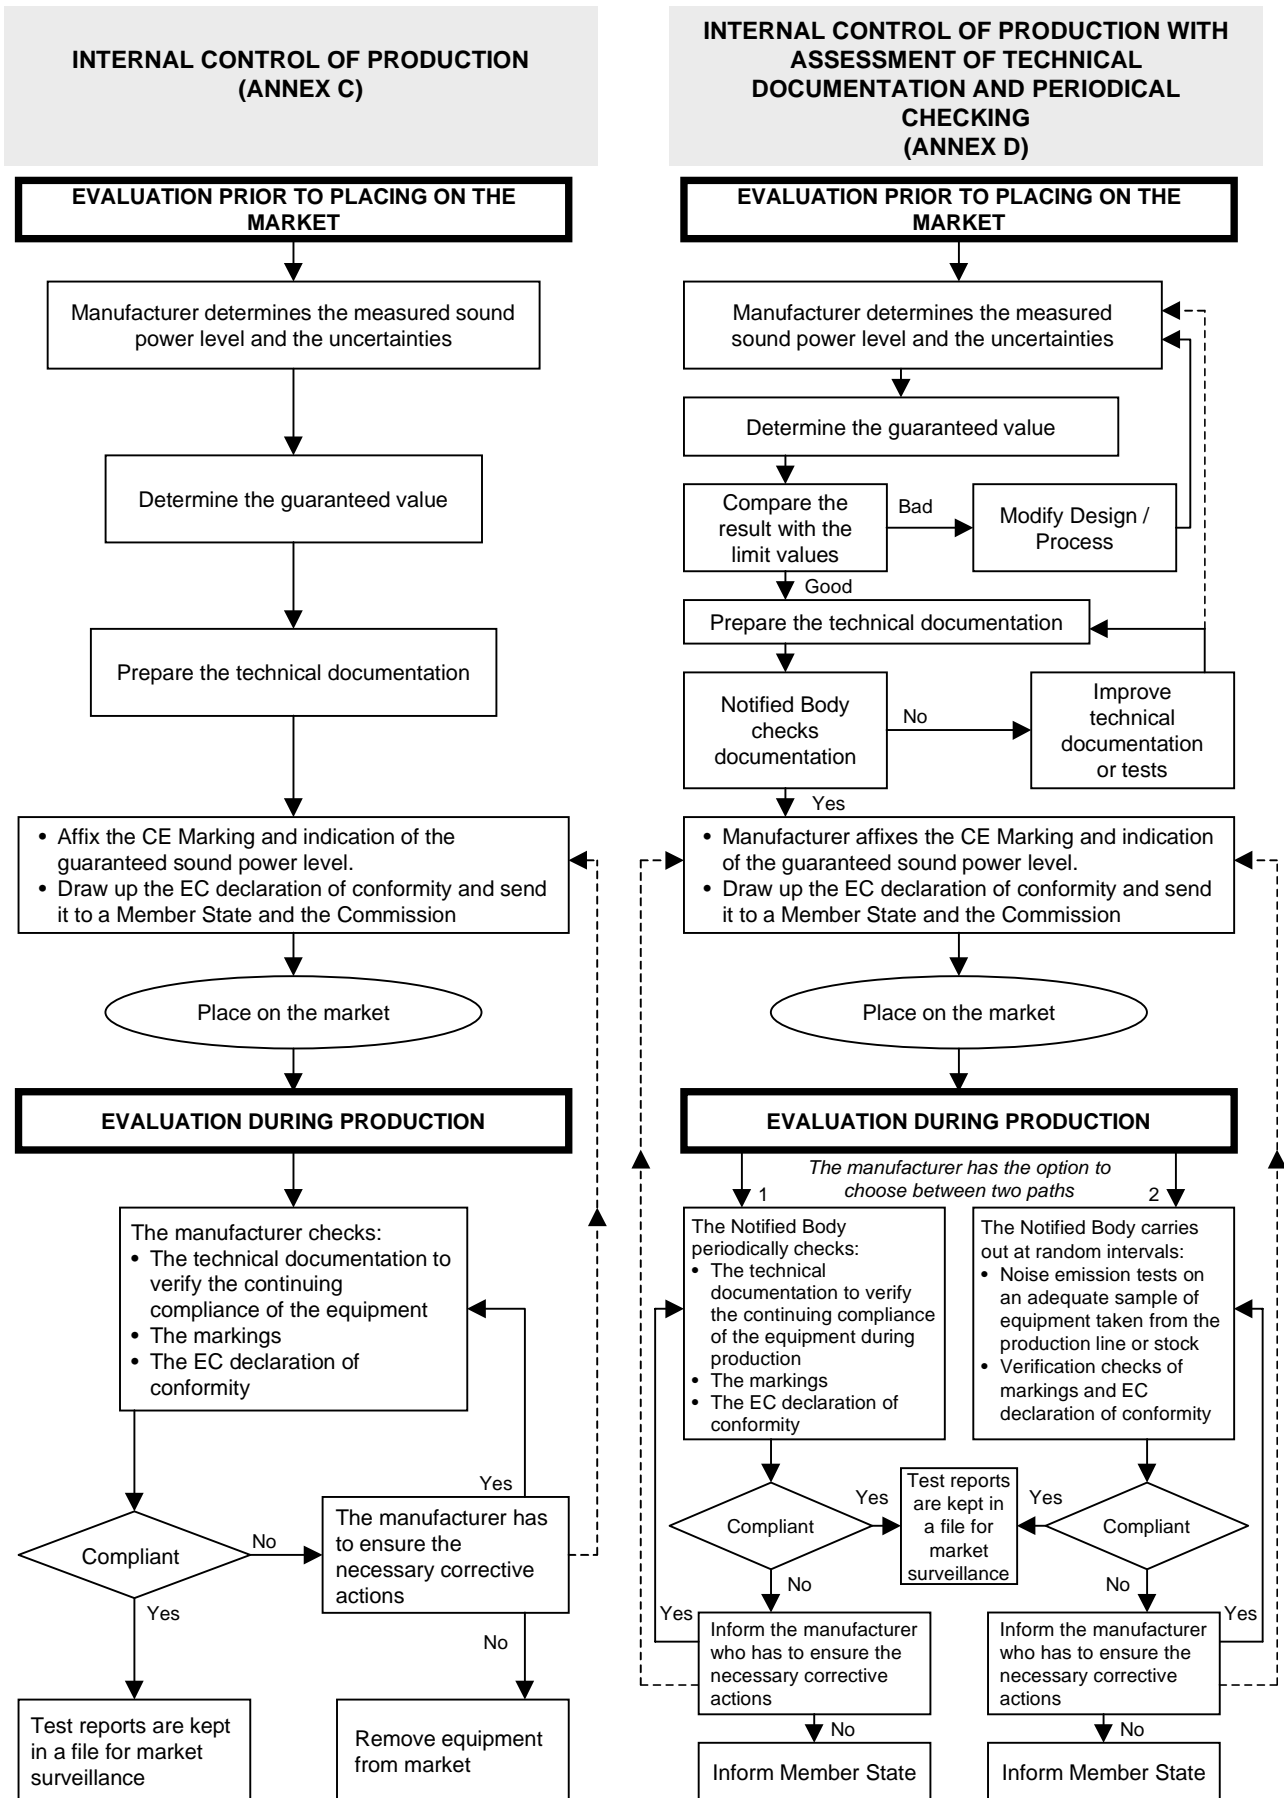 INTERNAL CONTROL OF PRODUCTION
(ANNEX C)
EVALUATION PRIOR TO PLACING ON THE
MARKET
Manufacturer determines the measured sound
power level and the uncertainties
Determine the guaranteed value
Prepare the technical documentation
• Affix the CE Marking and indication of the
guaranteed sound power level.
• Draw up the EC declaration of conformity and send
it to a Member State and the Commission
Place on the market
EVALUATION DURING PRODUCTION
The manufacturer checks:
• The technical documentation to
verify the continuing
compliance of the equipment
• The markings
• The EC declaration of
conformity
Yes
Compliant
No
The manufacturer has
to ensure the
necessary corrective
actions
Yes
No
Test reports are kept
in a file for market
surveillance
Remove equipment
from market
INTERNAL CONTROL OF PRODUCTION WITH
ASSESSMENT OF TECHNICAL
DOCUMENTATION AND PERIODICAL
CHECKING
(ANNEX D)
EVALUATION PRIOR TO PLACING ON THE
MARKET
Manufacturer determines the measured
sound power level and the uncertainties
Determine the guaranteed value
Compare the
result with the
limit values
Bad
Modify Design /
Process
Good
Prepare the technical documentation
Notified Body
checks
documentation
No
Improve
technical
documentation
or tests
Yes
• Manufacturer affixes the CE Marking and indication
of the guaranteed sound power level.
• Draw up the EC declaration of conformity and send
it to a Member State and the Commission
Place on the market
EVALUATION DURING PRODUCTION
The manufacturer has the option to
choose between two paths
1
2
The Notified Body
periodically checks:
• The technical
documentation to verify
the continuing compliance
of the equipment during
production
• The markings
• The EC declaration of
conformity
The Notified Body carries
out at random intervals:
• Noise emission tests on
an adequate sample of
equipment taken from the
production line or stock
• Verification checks of
markings and EC
declaration of conformity
Compliant
Yes
Test reports
are kept in
a file for
market
surveillance
Yes
Compliant
No
No
Yes
Inform the manufacturer
who has to ensure the
necessary corrective
actions
Inform the manufacturer
who has to ensure the
necessary corrective
actions
Yes
No
No
Inform Member State
Inform Member State